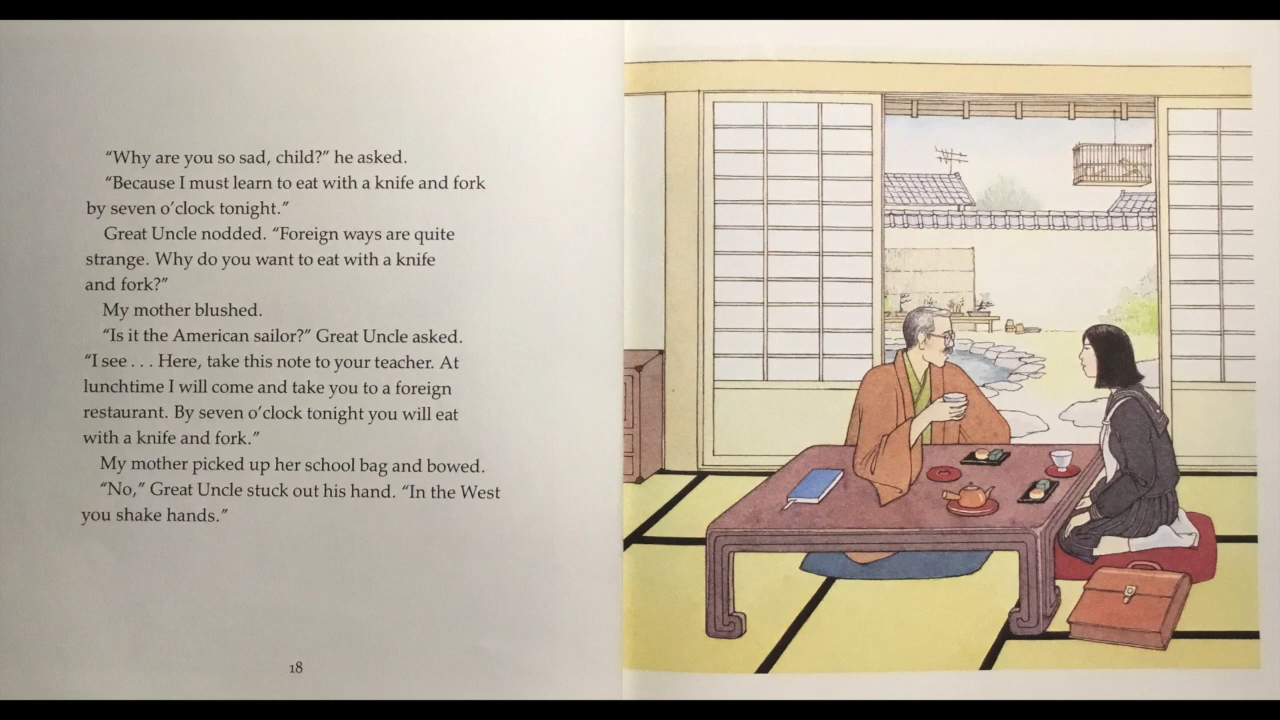 “Why are you so sad, child?” he asked.
“Because I must learn to eat with a knife and fork
by seven o’clock tonight.”
Great Uncle nodded. “Foreign ways are quite
strange. Why do you want to eat with a knife
and fork?”
My mother blushed.
“Is it the American sailor?” Great Uncle asked.
“I see . . . Here, take this note to your teacher. At
lunchtime I will come and take you to a foreign
restaurant. By seven o’clock tonight you will eat
with a knife and fork.”
My mother picked up her school bag and bowed.
“No,” Great Uncle stuck out his hand. “In the West
you shake hands.”
18